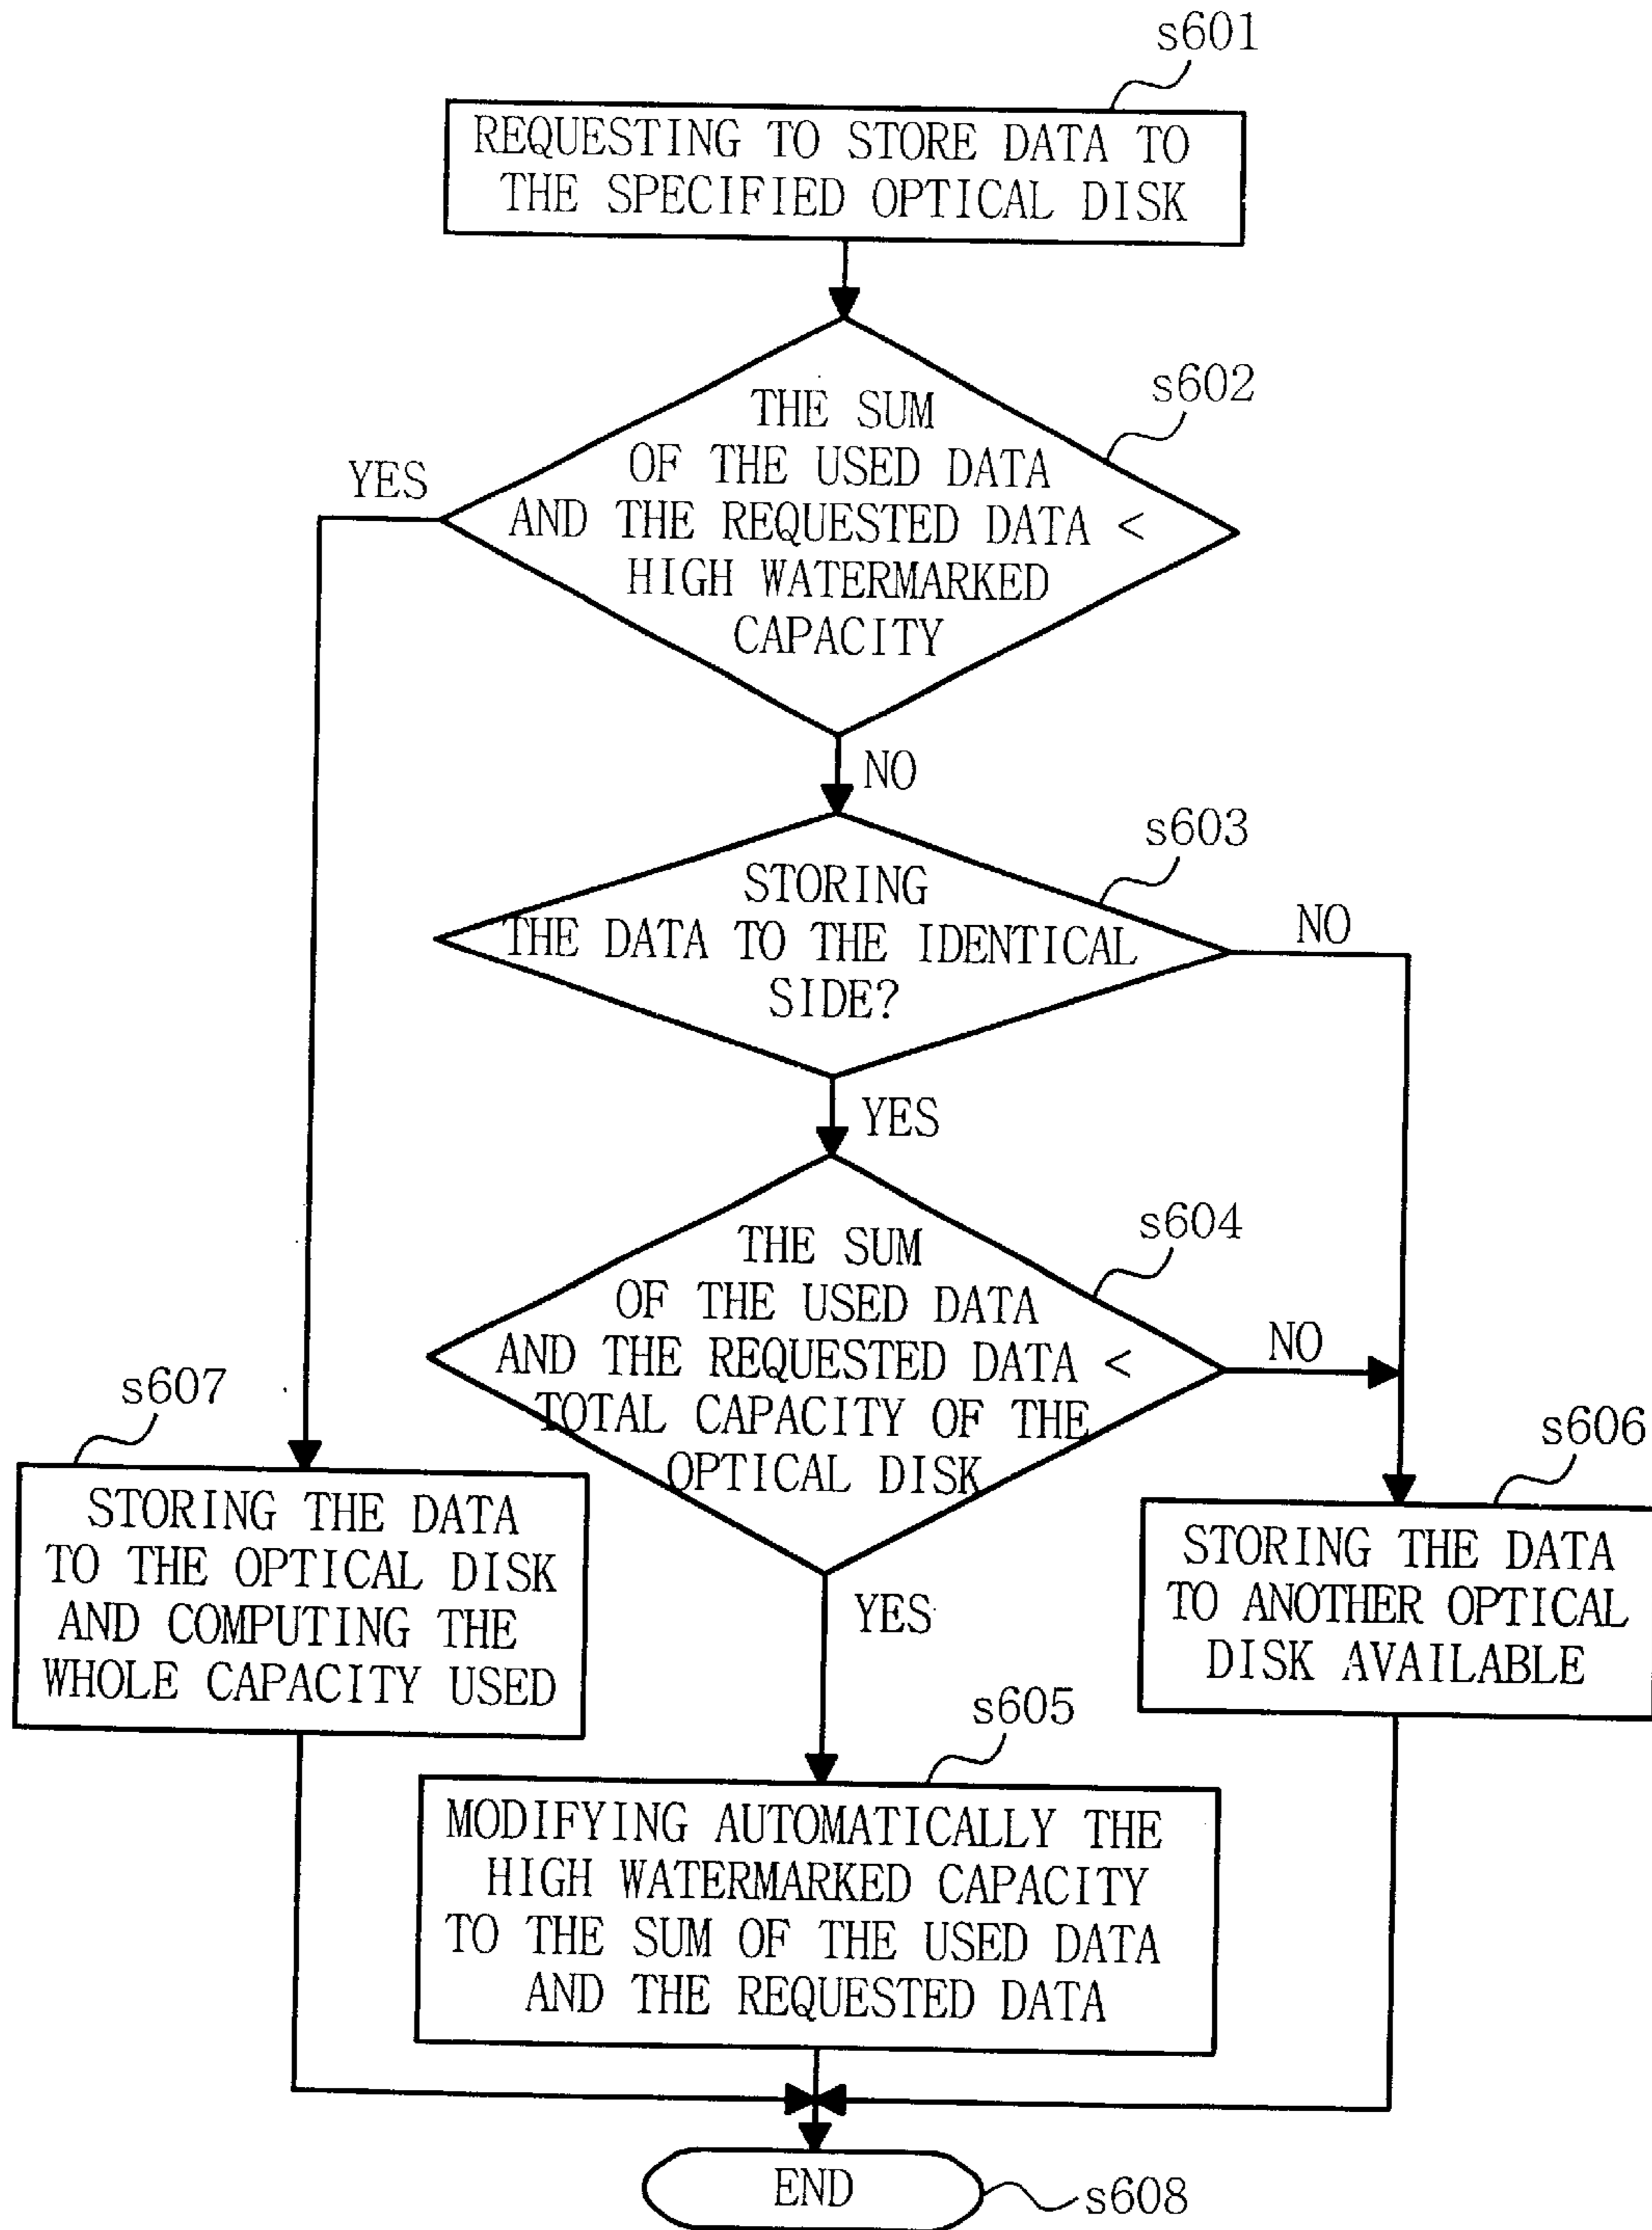 s601
REQUESTING TO STORE DATA TO
THE SPECIFIED OPTICAL DISK
s602
THE SUM
OF THE USED DATA
AND THE REQUESTED DATA <
HIGH WATERMARKED
CAPACITY
YES
NO
s603
STORING
THE DATA TO THE IDENTICAL
SIDE?
NO
YES
s604
THE SUM
OF THE USED DATA
AND THE REQUESTED DATA <
TOTAL CAPACITY OF THE
OPTICAL DISK
NO
YES
s607
STORING THE DATA
TO THE OPTICAL DISK
AND COMPUTING THE
WHOLE CAPACITY USED
s606
STORING THE DATA
TO ANOTHER OPTICAL
DISK AVAILABLE
s605
MODIFYING AUTOMATICALLY THE
HIGH WATERMARKED CAPACITY
TO THE SUM OF THE USED DATA
AND THE REQUESTED DATA
END
s608